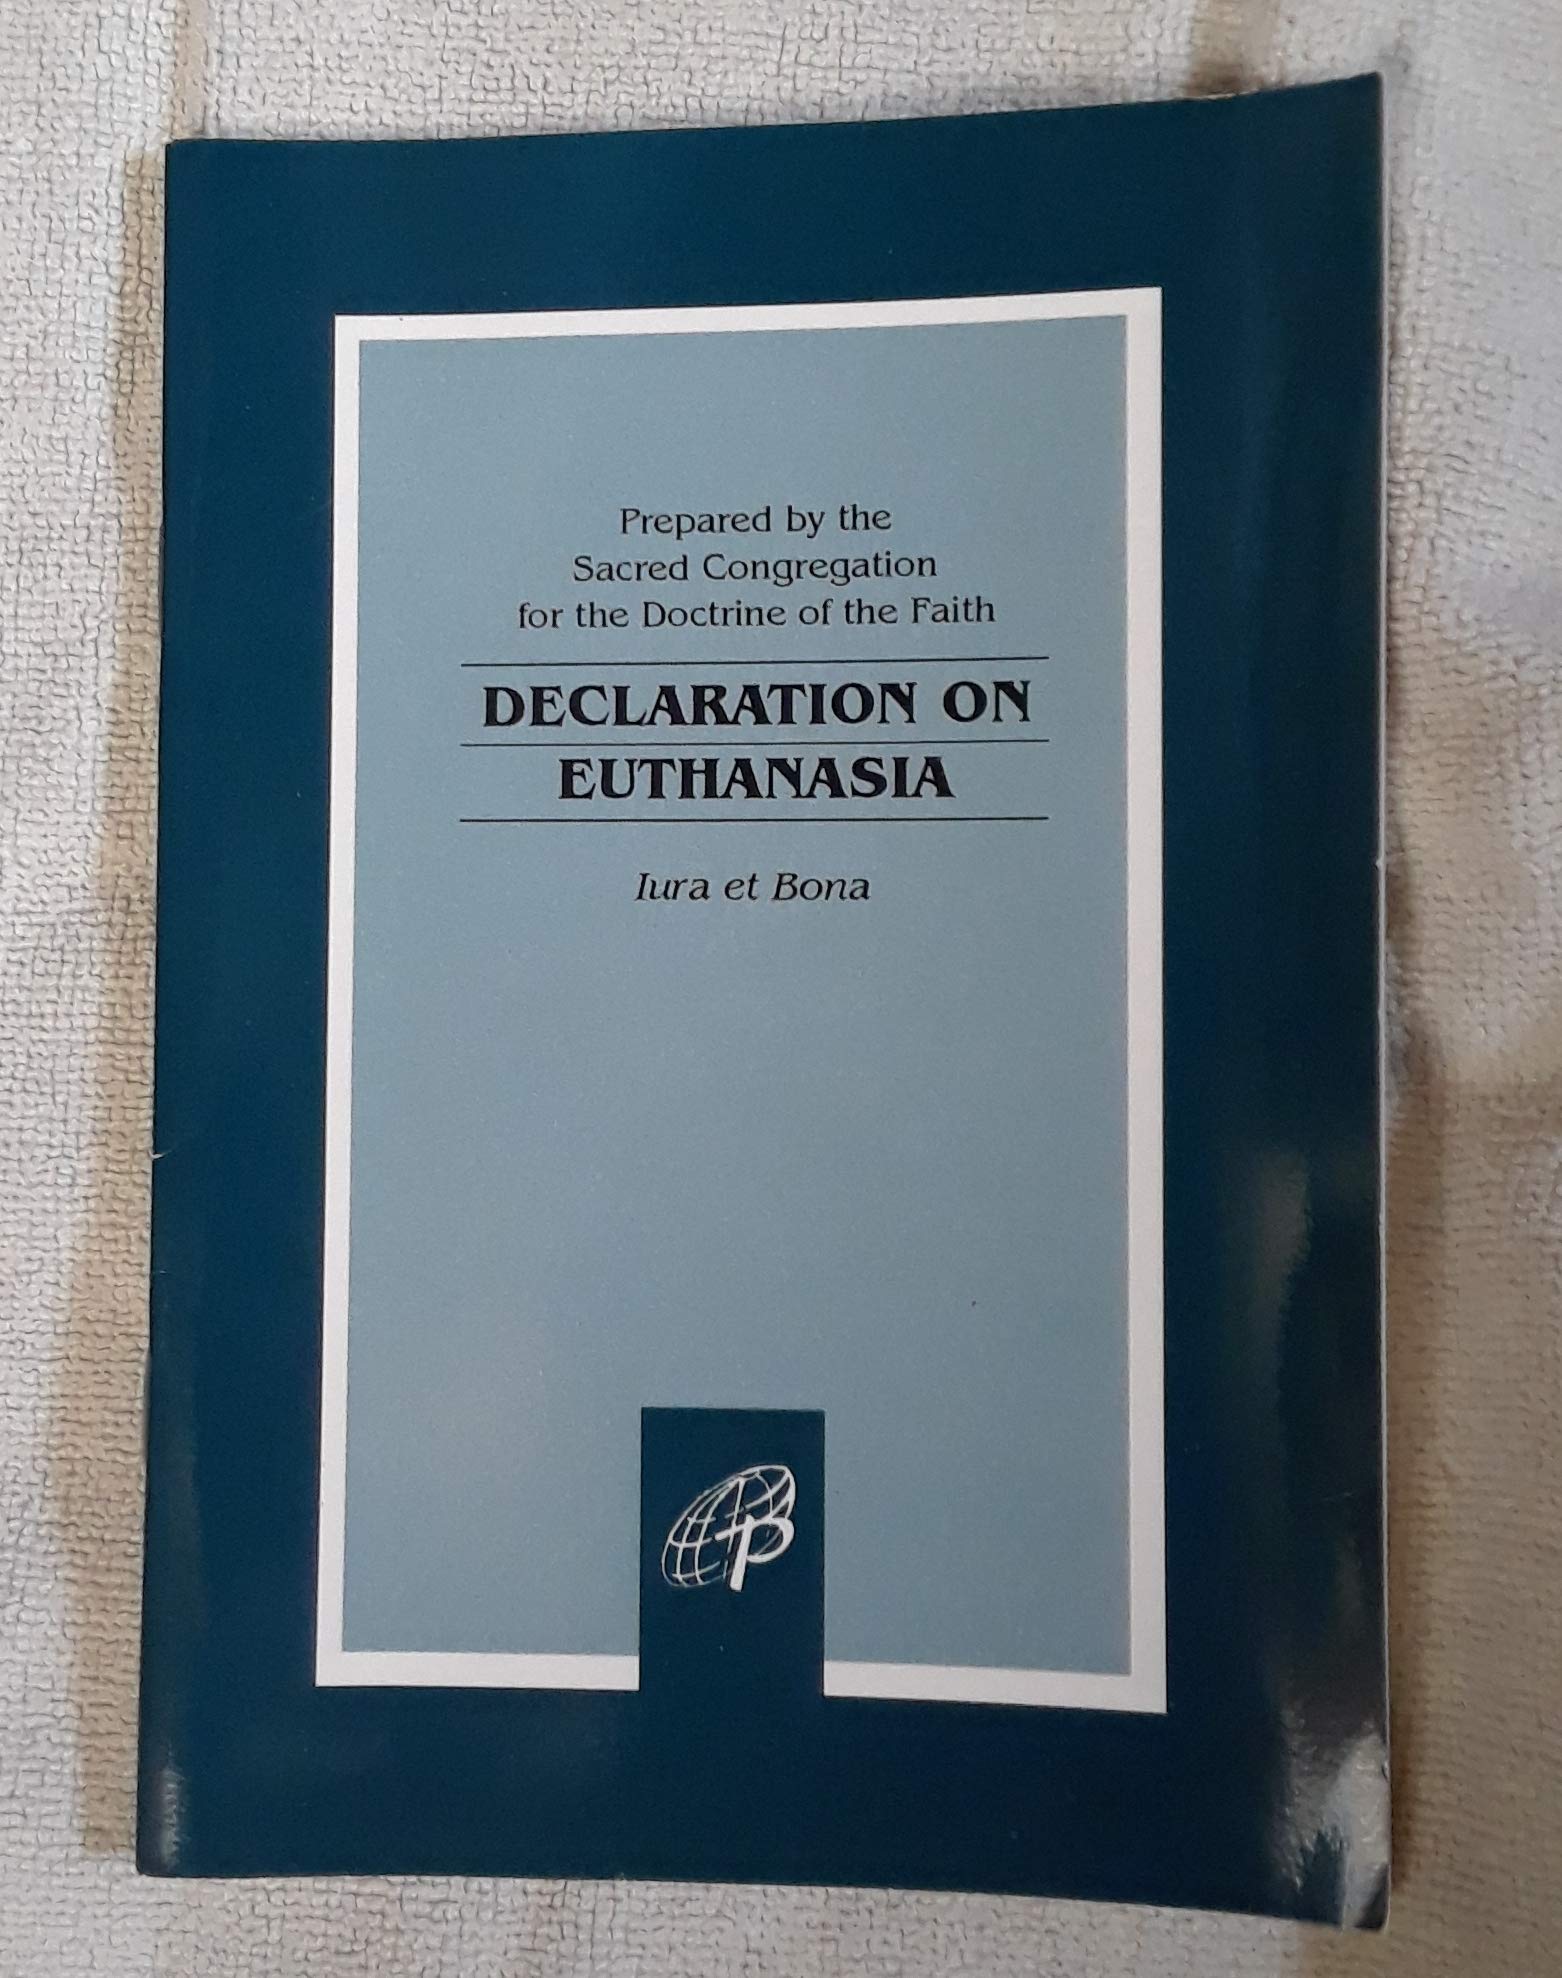 Prepared by the
Sacred Congregation
for the Doctrine of the Faith
DECLARATION ON
EUTHANASIA
Iura et Bona